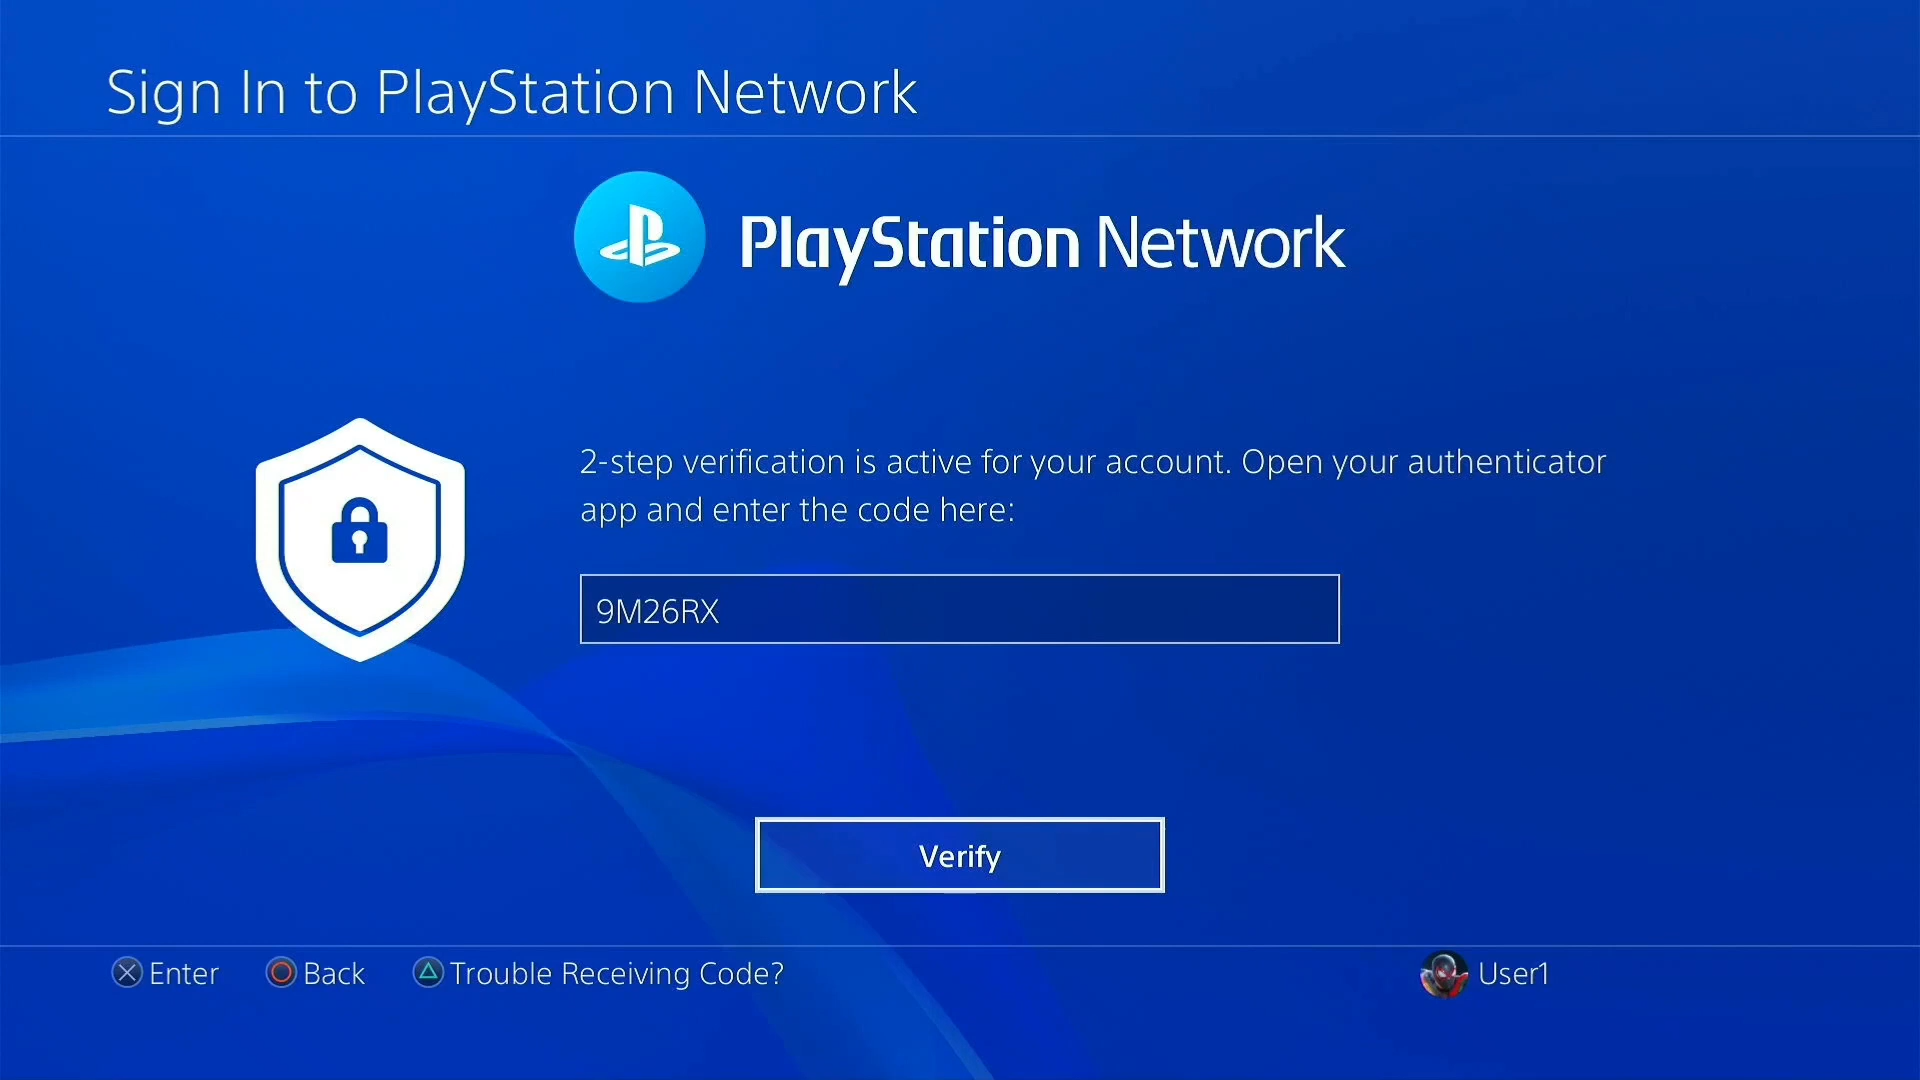 Sign In to PlayStation Network
PlayStation Network
2-step verification is active for your account. Open your authenticator
app and enter the code here:
9M26RX
Verify
Enter Back Trouble Receiving Code? User1